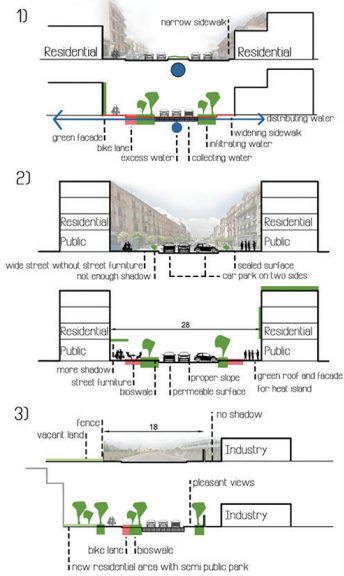 1)
narrow sidewalk
Residential
Residential
distributing water
green facade
infiltrating water
widening sidewalk
bike lane
excess water
collecting water
2)
Residential
Residential
Public
Public
wide street without street furniture
sealed surface
not enough shadow
car park on two sides
28
Residential
Residential
Public
Public
more shadow
proper slope
green roof and facade
street furniture
for heat island
bioswale
permeable surface
3)
no shadow
fence
18
vacant land
Industry
pleasant views
Industry
bike lane
bioswale
new residential area with semi public park